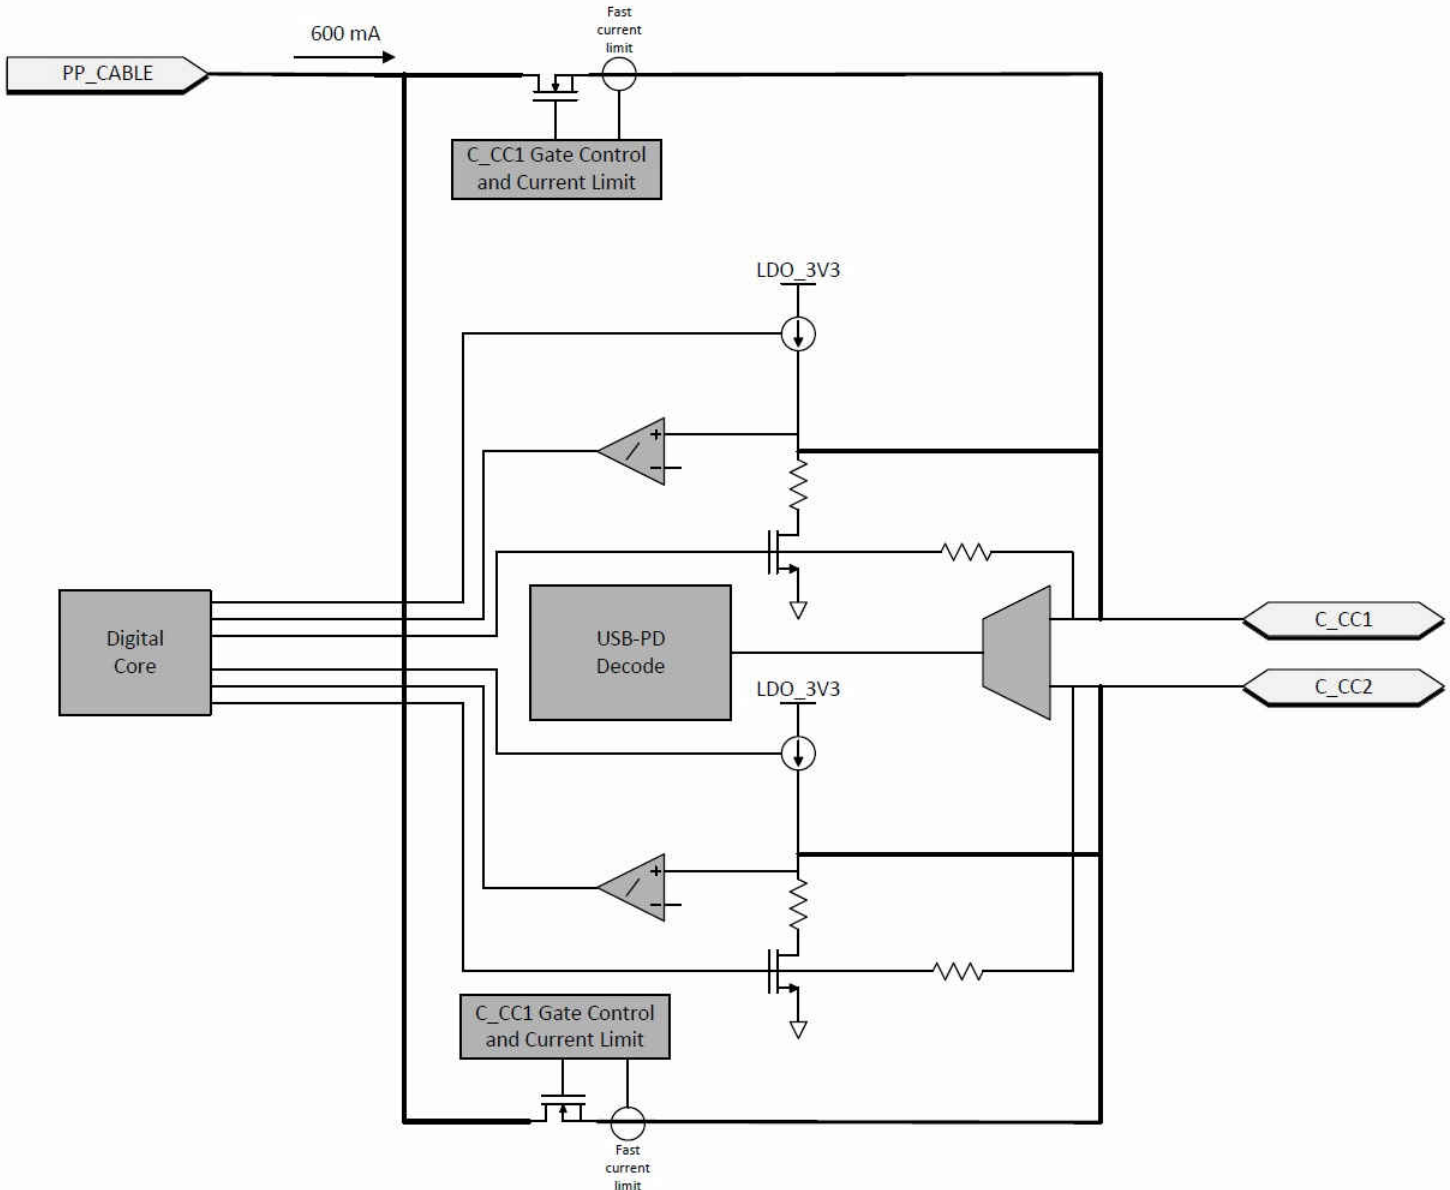 Fast
current
limit
600 mA
PP_CABLE
C_CC1 Gate Control
and Current Limit
LDO_3V3
+
-
Digital
Core
USB-PD
Decode
C_CC1
C_CC2
LDO_3V3
+
-
C_CC1 Gate Control
and Current Limit
Fast
current
limit